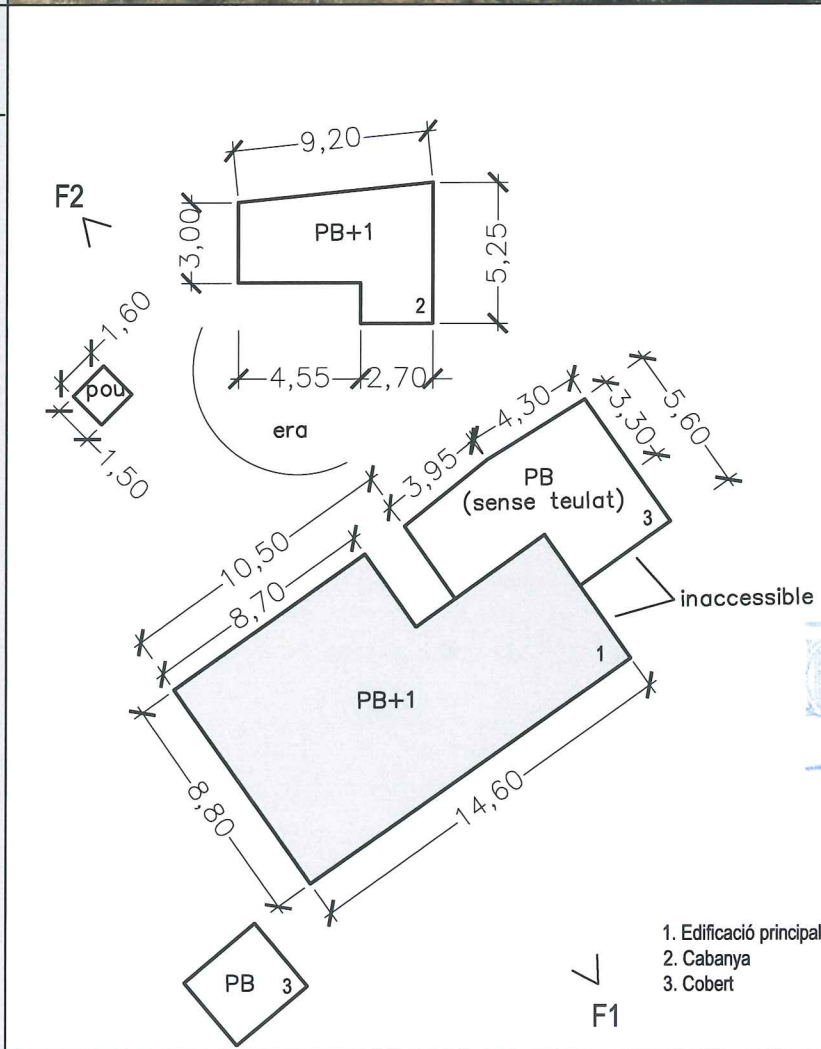 9,20
F2
3,00
PB+1
5,25
2
1,60
pou
1,50
4,55
2,70
era
5,60
3,30
4,30
3,95
PB
(sense teulat)
3
10,50
8,70
inaccessible
1
PB+1
8,80
14,60
1. Edificació principal
2. Cabanya
3. Cobert
PB
3
F1